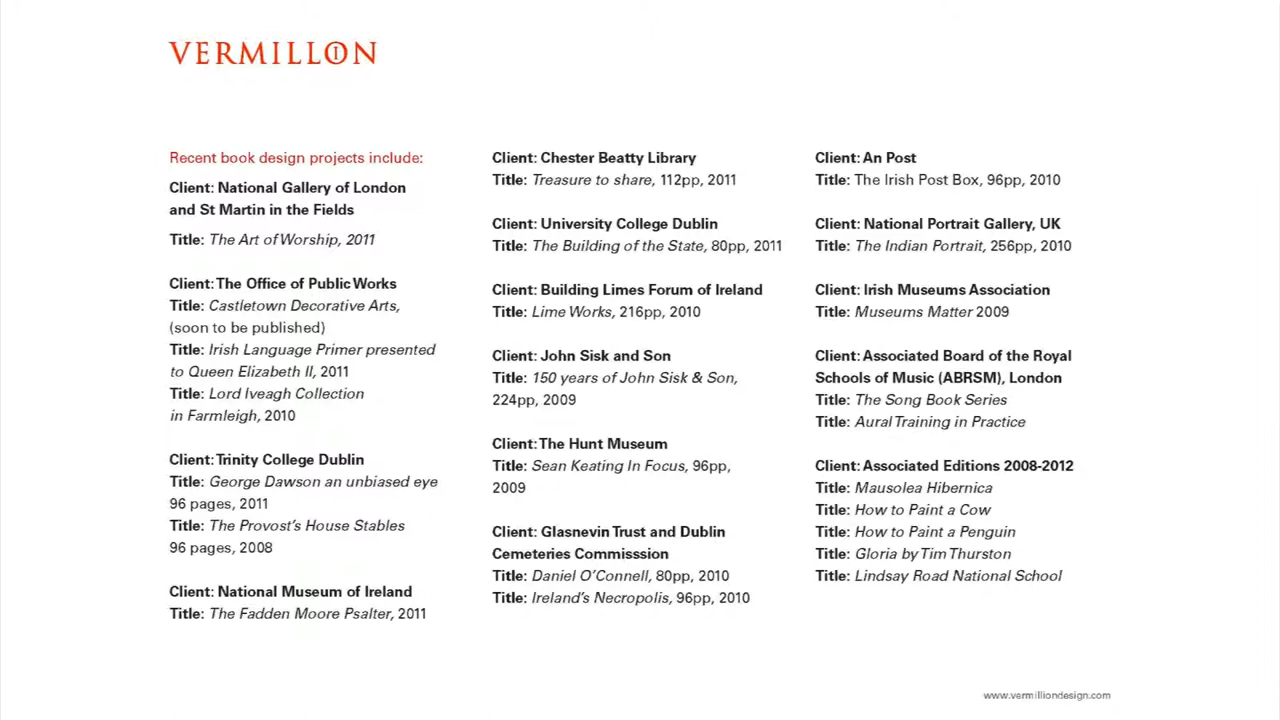 VERMILLION
Recent book design projects include:
Client: National Gallery of London
and St Martin in the Fields
Title: The Art of Worship, 2011
Client: The Office of Public Works
Title: Castletown Decorative Arts,
(soon to be published)
Title: Irish Language Primer presented
to Queen Elizabeth II, 2011
Title: Lord Iveagh Collection
in Farmleigh, 2010
Client: Trinity College Dublin
Title: George Dawson an unbiased eye
96 pages, 2011
Title: The Provost's House Stables
96 pages, 2008
Client: National Museum of Ireland
Title: The Fadden Moore Psalter, 2011
Client: Chester Beatty Library
Title: Treasure to share, 112pp, 2011
Client: University College Dublin
Title: The Building of the State, 80pp, 2011
Client: Building Limes Forum of Ireland
Title: Lime Works, 216pp, 2010
Client: John Sisk and Son
Title: 150 years of John Sisk & Son,
224pp, 2009
Client: The Hunt Museum
Title: Sean Keating In Focus, 96pp,
2009
Client: Glasnevin Trust and Dublin
Cemeteries Commisssion
Title: Daniel O'Connell, 80pp, 2010
Title: Ireland's Necropolis, 96pp, 2010
Client: An Post
Title: The Irish Post Box, 96pp, 2010
Client: National Portrait Gallery, UK
Title: The Indian Portrait, 256pp, 2010
Client: Irish Museums Association
Title: Museums Matter 2009
Client: Associated Board of the Royal
Schools of Music (ABRSM), London
Title: The Song Book Series
Title: Aural Training in Practice
Client: Associated Editions 2008-2012
Title: Mausolea Hibernica
Title: How to Paint a Cow
Title: How to Paint a Penguin
Title: Gloria by Tim Thurston
Title: Lindsay Road National School
www.vermilliondesign.com